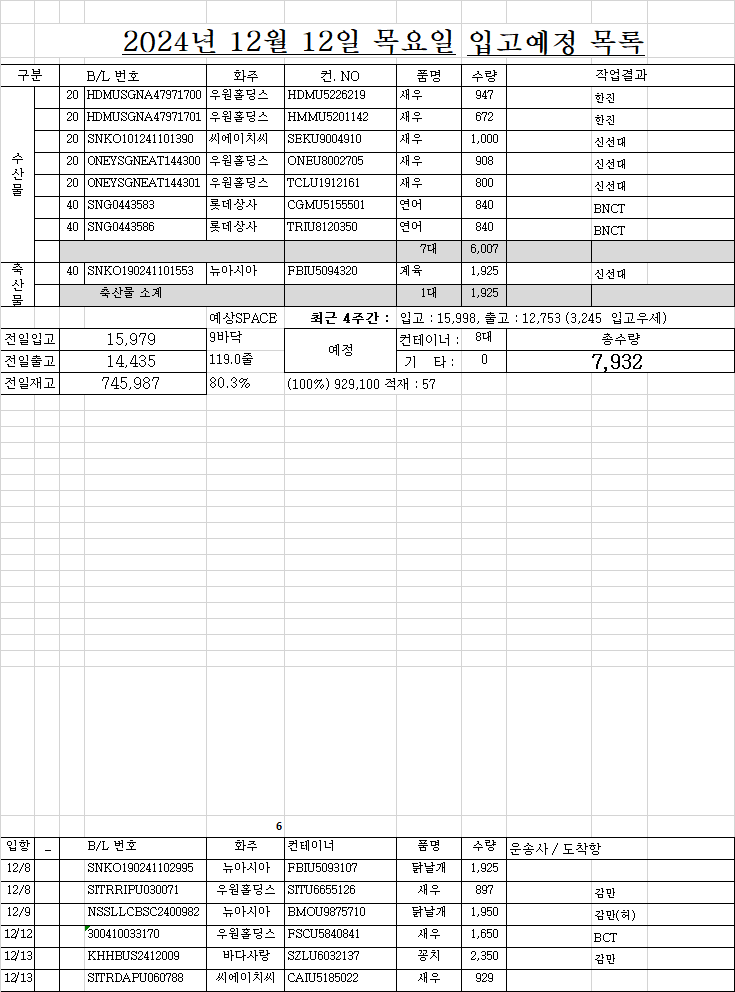 2024년 12월 12일 목요일 입고예정 목록
구분 B/L 번호 화주 컨. NO 품명 수량 작업결과
수산물
20 HDMUSGNA47971700 우원홀딩스 HDMU5226219 새우 947 한진
20 HDMUSGNA47971701 우원홀딩스 HMMU5201142 새우 672 한진
20 SNKO101241101390 씨에이치씨 SEKU9004910 새우 1,000 신선대
20 ONEYSGNEAT144300 우원홀딩스 ONEU8002705 새우 908 신선대
20 ONEYSGNEAT144301 우원홀딩스 TCLU1912161 새우 800 신선대
40 SNG0443583 롯데상사 CGMU5155501 연어 840 BNCT
40 SNG0443586 롯데상사 TRIU8120350 연어 840 BNCT
7대 6,007
축산물
40 SNKO190241101553 뉴아시아 FBIU5094320 계육 1,925 신선대
축산물 소계 1대 1,925
예상SPACE 최근 4주간 : 입고 : 15,998, 출고 : 12,753 (3,245 입고우세)
전일입고 15,979 9바닥 예정 컨테이너 : 8대 총수량
전일출고 14,435 119.0줄 기 타 : 0 7,932
전일재고 745,987 80.3% (100%) 929,100 적재 : 57
6
입항 _ B/L 번호 화주 컨테이너 품명 수량 운송사 / 도착항
12/8 SNKO190241102995 뉴아시아 FBIU5093107 닭날개 1,925
12/8 SITRRIPU030071 우원홀딩스 SITU6655126 새우 897 감만
12/9 NSSLLCBSC2400982 뉴아시아 BMOU9875710 닭날개 1,950 감만(허)
12/12 300410033170 우원홀딩스 FSCU5840841 새우 1,650 BCT
12/13 KHHBUS2412009 바다사랑 SZLU6032137 꽁치 2,350 감만
12/13 SITRDAPU060788 씨에이치씨 CAIU5185022 새우 929